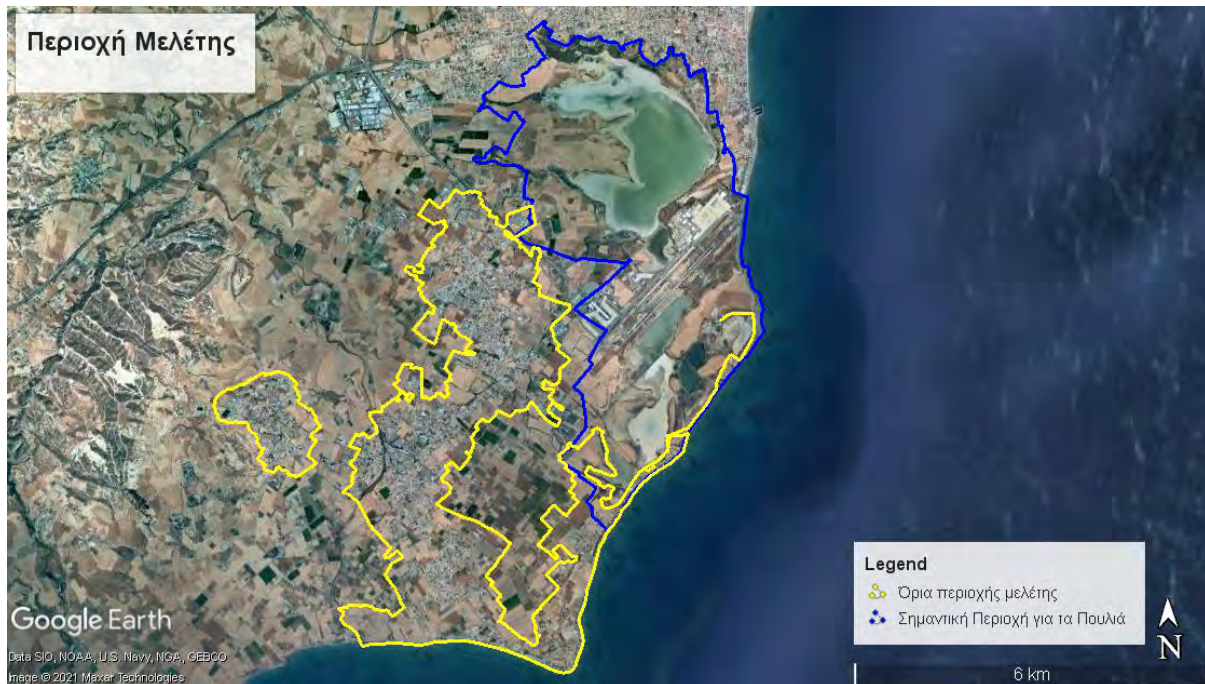 Περιοχή Μελέτης
Legend
Όρια περιοχής μελέτης
Σημαντική Περιοχή για τα Πουλιά
Google Earth
N
Data SIO, NOAA, U.S. Navy, NGA, GEBCO
Image © 2021 Maxar Technologies
6 km